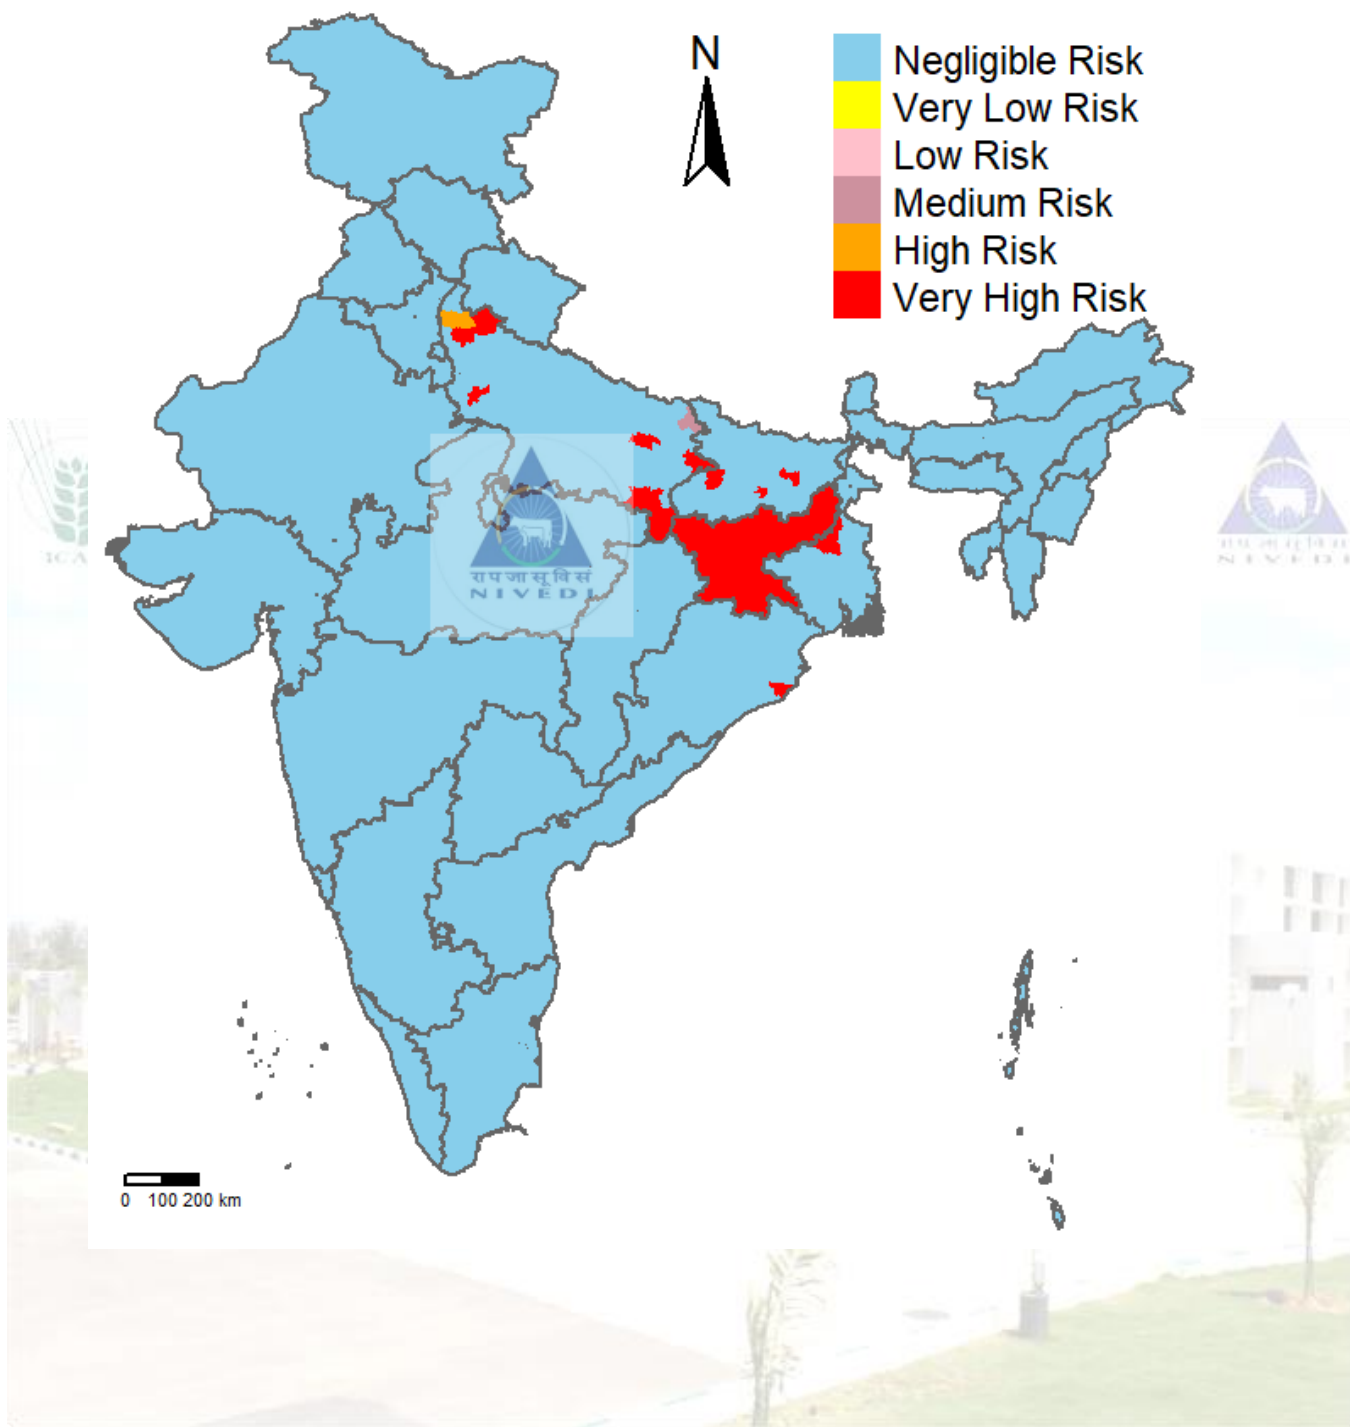 N
Negligible Risk
Very Low Risk
Low Risk
Medium Risk
High Risk
Very High Risk
रा प जा सू वि सं
NIVEDI
NIVEDI
0 100 200 km